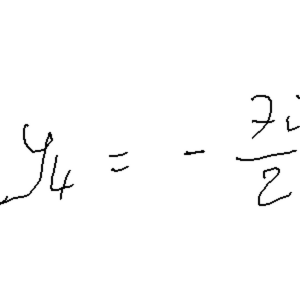 y₄ = - 7i/2